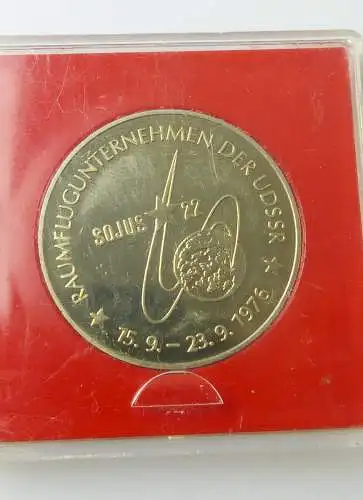 ★ RAUMFLUGUNTERNEHMEN DER UDSSR ★
SOJUS 22
15. 9. – 23. 9. 1976